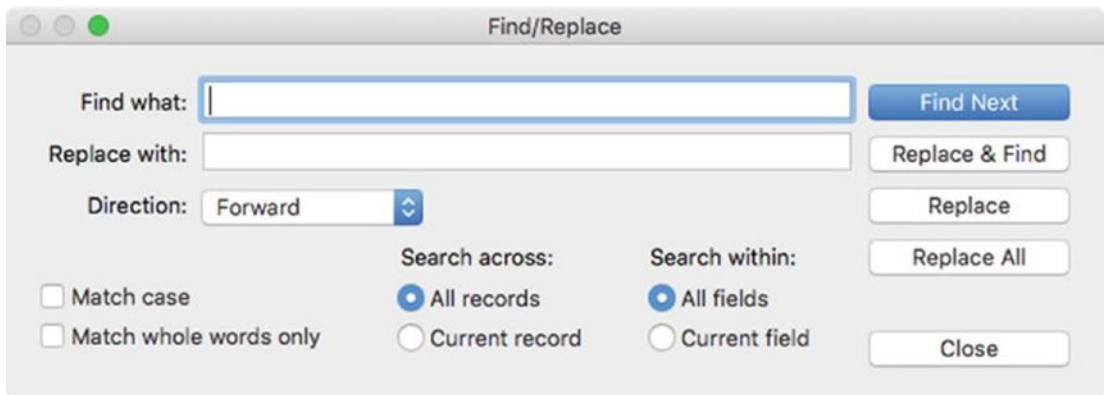 Find/Replace
Find what:
Find Next
Replace with:
Replace & Find
Direction: Forward
Replace
Search across:
Search within:
Replace All
Match case
All records
All fields
Match whole words only
Current record
Current field
Close